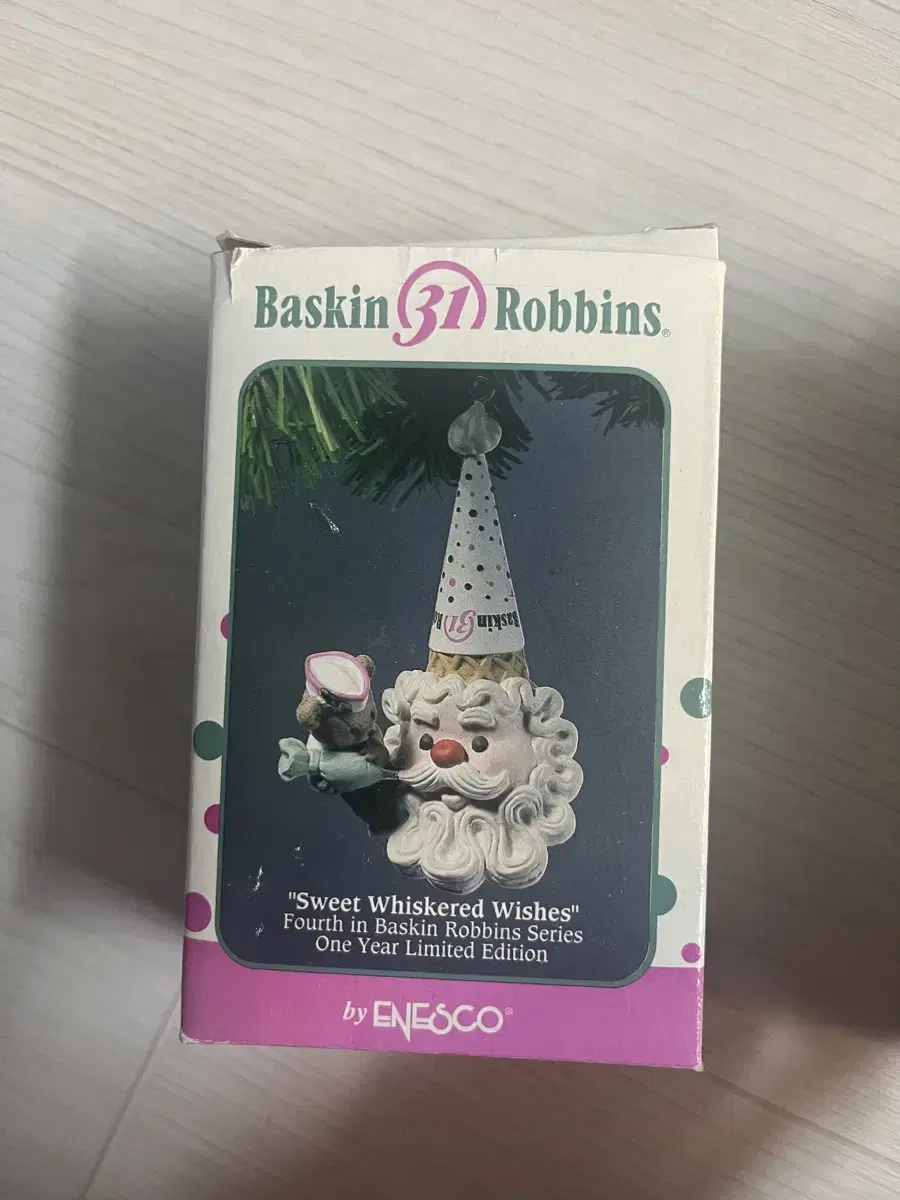 Baskin 31 Robbins®
31 Baskin
"Sweet Whiskered Wishes"
Fourth in Baskin Robbins Series
One Year Limited Edition
by ENESCO®